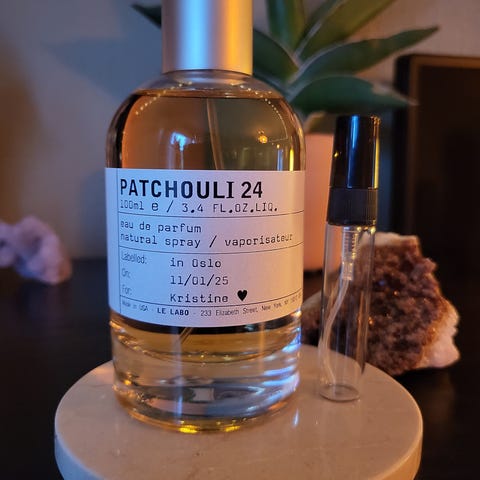 PATCHOULI 24
100ml e / 3.4 FL.OZ.LIQ.
eau de parfum
natural spray / vaporisateur
Labelled: in Oslo
On: 11/01/25
For: Kristine ♥
Made in USA - LE LABO - 233 Elizabeth Street, New York, NY